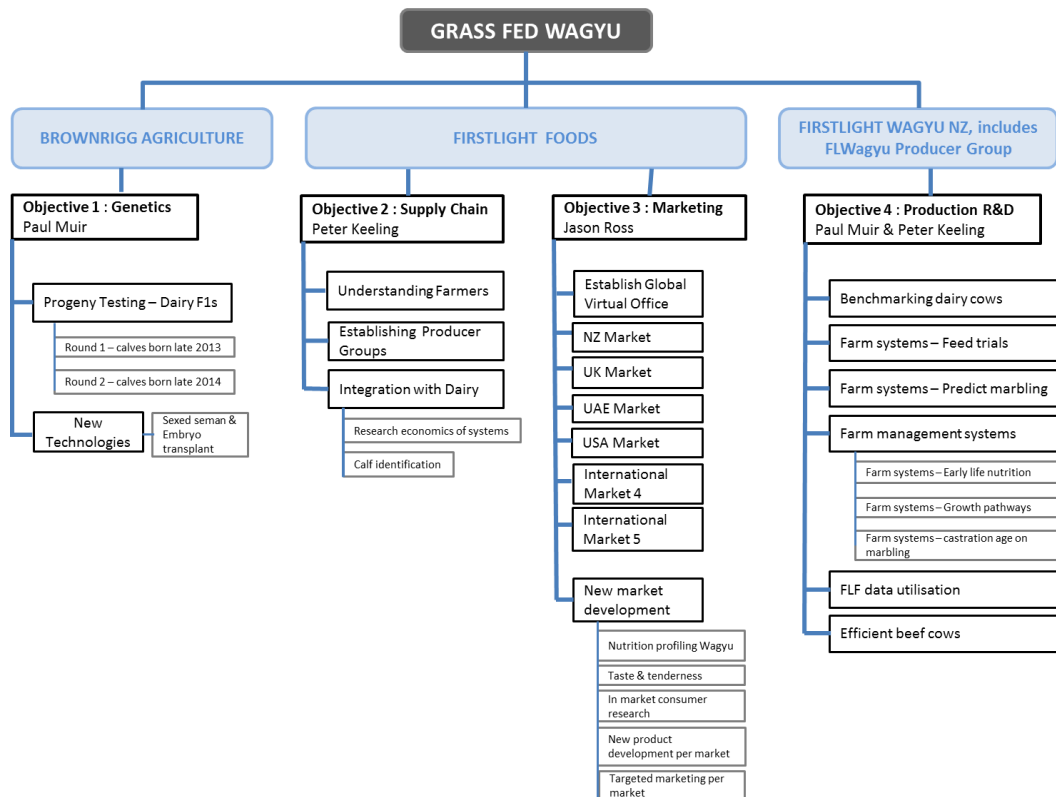 GRASS FED WAGYU
BROWNRIGG AGRICULTURE
FIRSTLIGHT FOODS
FIRSTLIGHT WAGYU NZ, includes
FLWagyu Producer Group
Objective 1 : Genetics
Paul Muir
Progeny Testing – Dairy F1s
Round 1 – calves born late 2013
Round 2 – calves born late 2014
New
Technologies
Sexed seman &
Embryo
transplant
Objective 2 : Supply Chain
Peter Keeling
Understanding Farmers
Establishing Producer
Groups
Integration with Dairy
Research economics of systems
Calf identification
Objective 3 : Marketing
Jason Ross
Establish Global
Virtual Office
NZ Market
UK Market
UAE Market
USA Market
International
Market 4
International
Market 5
New market
development
Nutrition profiling Wagyu
Taste & tenderness
In market consumer
research
New product
development per market
Targeted marketing per
market
Objective 4 : Production R&D
Paul Muir & Peter Keeling
Benchmarking dairy cows
Farm systems – Feed trials
Farm systems – Predict marbling
Farm management systems
Farm systems – Early life nutrition
Farm systems – Growth pathways
Farm systems – castration age on
marbling
FLF data utilisation
Efficient beef cows